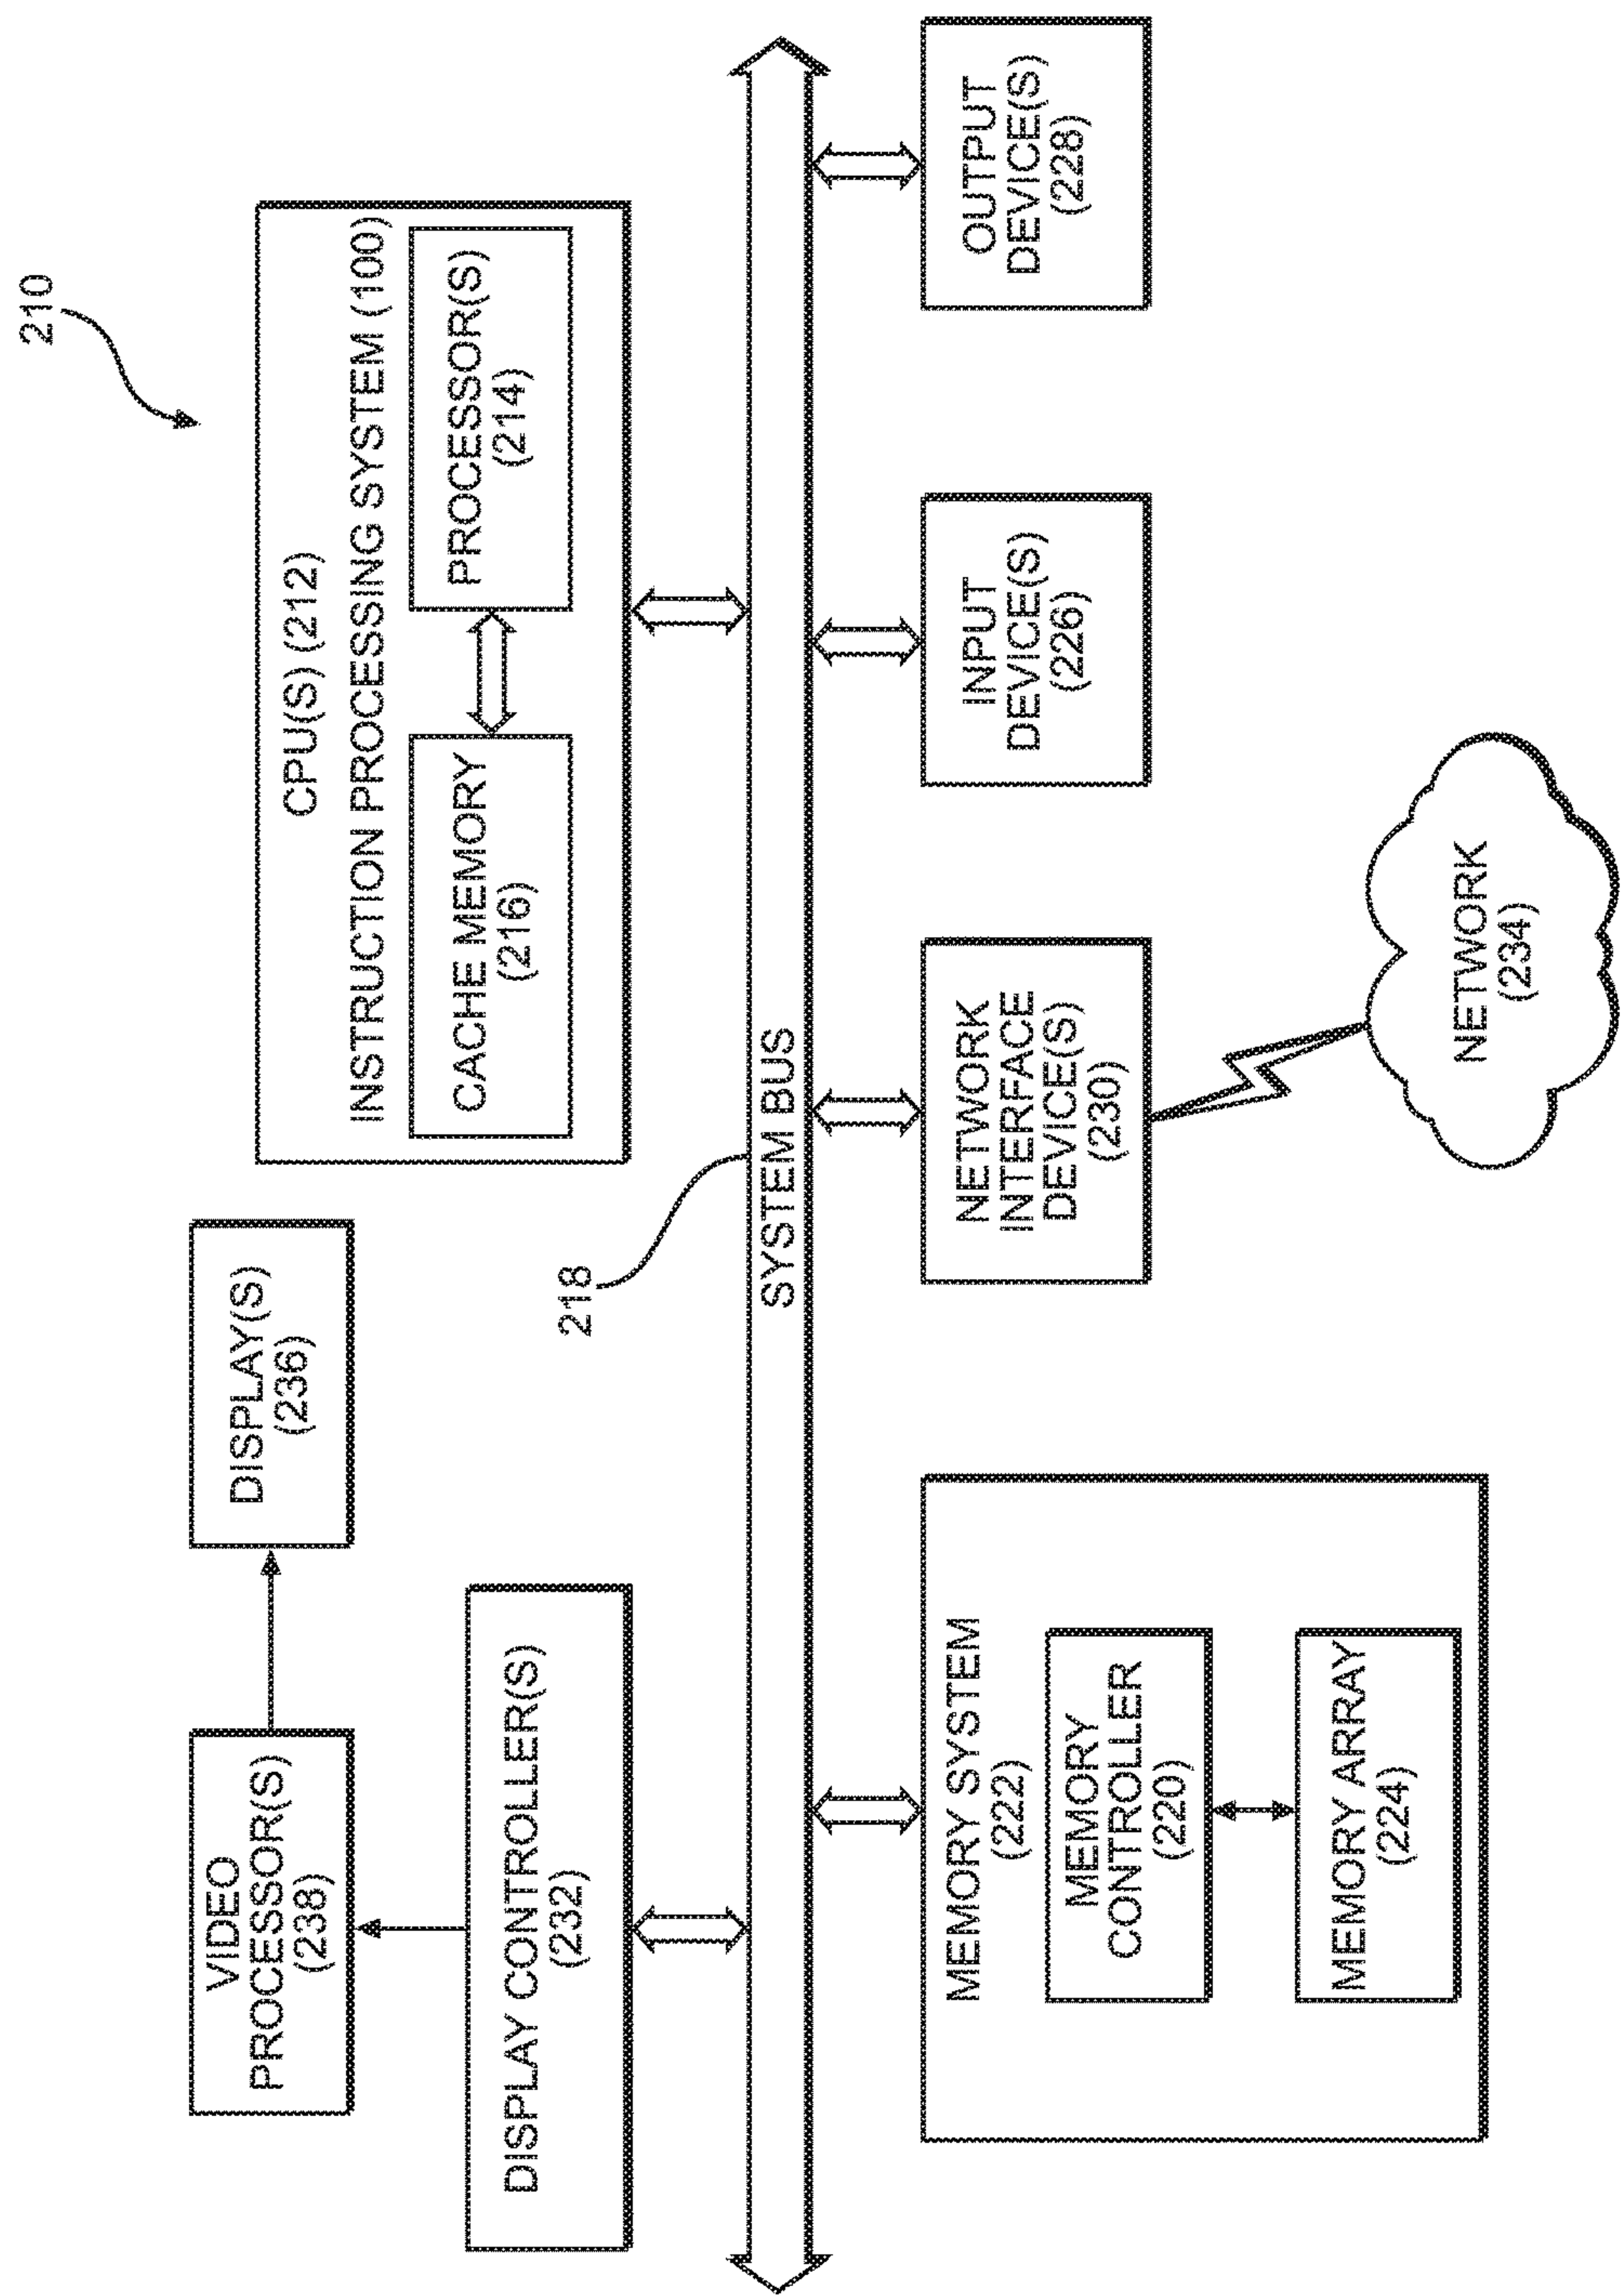 210
CPU(S) (212)
INSTRUCTION PROCESSING SYSTEM (100)
CACHE MEMORY
(216)
PROCESSOR(S)
(214)
DISPLAY(S)
(236)
VIDEO
PROCESSOR(S)
(238)
DISPLAY CONTROLLER(S)
(232)
218
SYSTEM BUS
MEMORY SYSTEM
(222)
MEMORY
CONTROLLER
(220)
MEMORY ARRAY
(224)
NETWORK
INTERFACE
DEVICE(S)
(230)
INPUT
DEVICE(S)
(226)
OUTPUT
DEVICE(S)
(228)
NETWORK
(234)